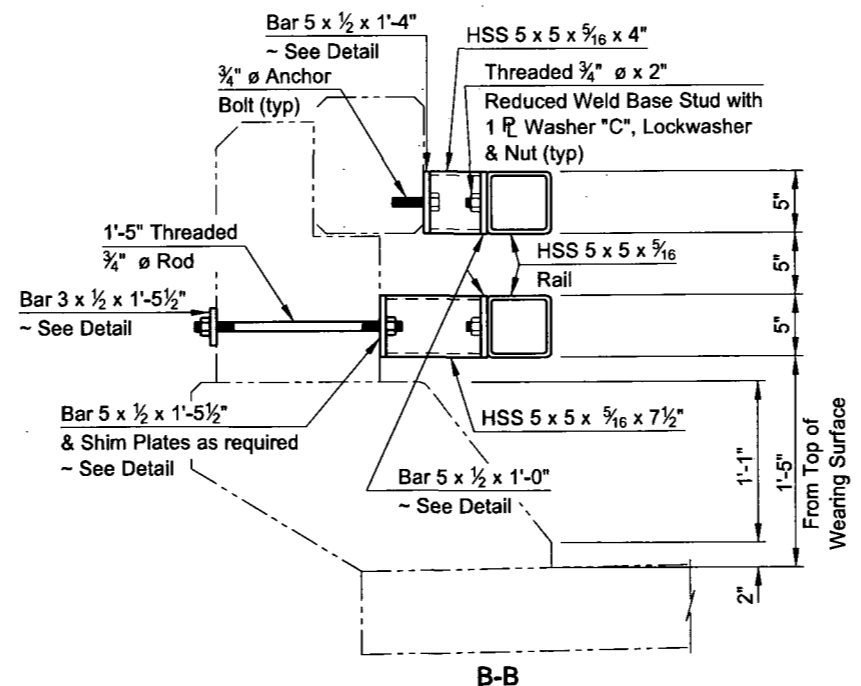 Bar 5 x ½ x 1'-4"
~ See Detail
¾" ø Anchor
Bolt (typ)
HSS 5 x 5 x 5⁄16 x 4"
Threaded ¾" ø x 2"
Reduced Weld Base Stud with
1 ℙL Washer "C", Lockwasher
& Nut (typ)
5"
1'-5" Threaded
¾" ø Rod
HSS 5 x 5 x 5⁄16
Rail
5"
Bar 3 x ½ x 1'-5½"
~ See Detail
5"
Bar 5 x ½ x 1'-5½"
& Shim Plates as required
~ See Detail
HSS 5 x 5 x 5⁄16 x 7½"
Bar 5 x ½ x 1'-0"
~ See Detail
1'-1"
1'-5"
From Top of
Wearing Surface
2"
B-B